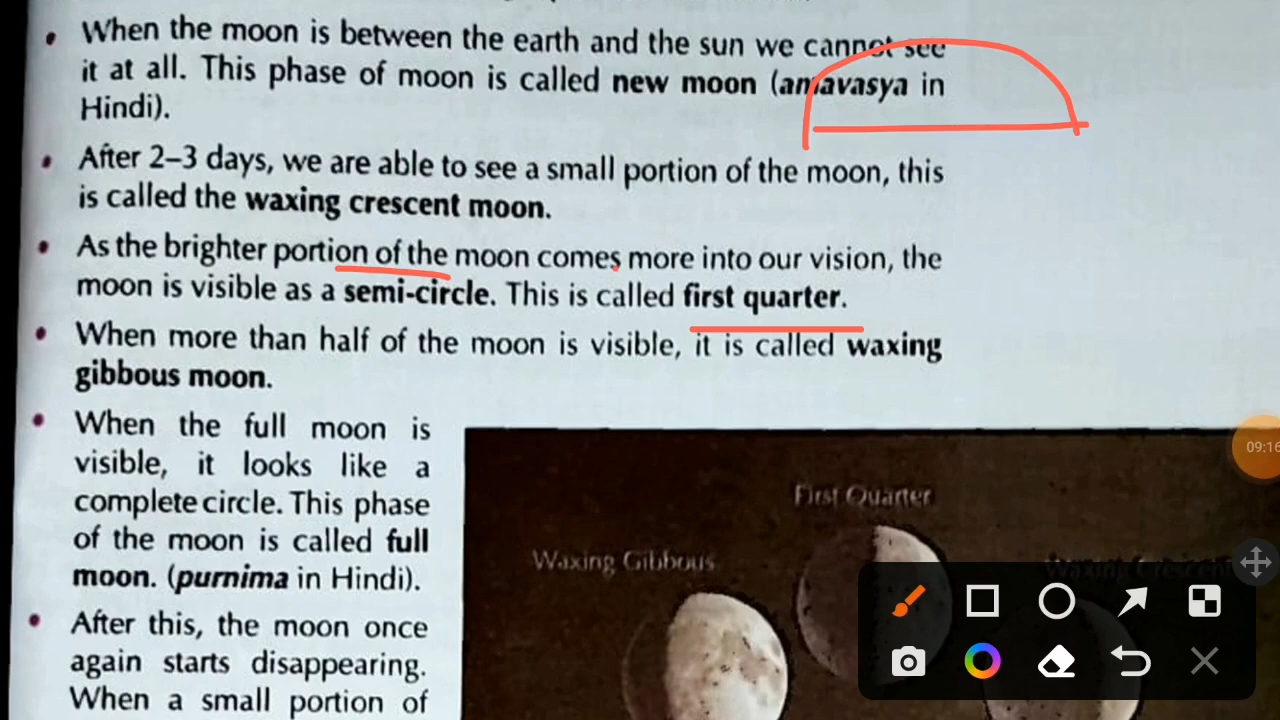 When the moon is between the earth and the sun we cannot see
it at all. This phase of moon is called new moon (amavasya in
Hindi).
After 2–3 days, we are able to see a small portion of the moon, this
is called the waxing crescent moon.
As the brighter portion of the moon comes more into our vision, the
moon is visible as a semi-circle. This is called first quarter.
When more than half of the moon is visible, it is called waxing
gibbous moon.
When the full moon is
visible, it looks like a
complete circle. This phase
of the moon is called full
moon. (purnima in Hindi).
After this, the moon once
again starts disappearing.
When a small portion of
First Quarter
Waxing Gibbous
09:16